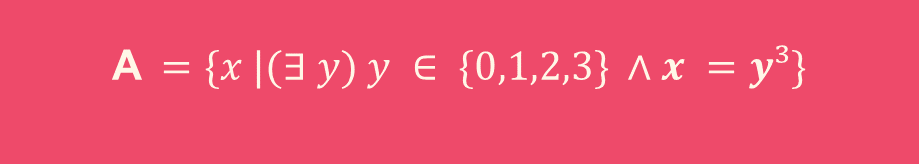 A = {x |(∃ y) y ∈ {0,1,2,3} ∧ x = y³}